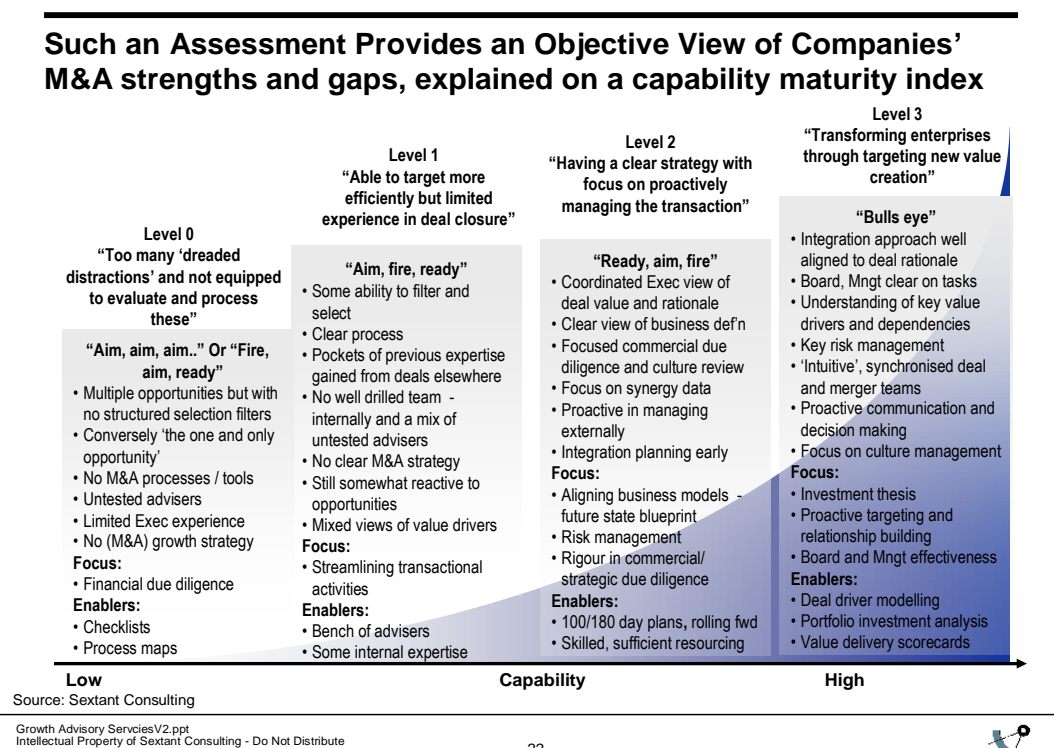 Such an Assessment Provides an Objective View of Companies'
M&A strengths and gaps, explained on a capability maturity index
Level 0
“Too many ‘dreaded
distractions’ and not equipped
to evaluate and process
these”
“Aim, aim, aim..” Or “Fire,
aim, ready”
• Multiple opportunities but with
no structured selection filters
• Conversely ‘the one and only
opportunity’
• No M&A processes / tools
• Untested advisers
• Limited Exec experience
• No (M&A) growth strategy
Focus:
• Financial due diligence
Enablers:
• Checklists
• Process maps
Level 1
“Able to target more
efficiently but limited
experience in deal closure”
“Aim, fire, ready”
• Some ability to filter and
select
• Clear process
• Pockets of previous expertise
gained from deals elsewhere
• No well drilled team -
internally and a mix of
untested advisers
• No clear M&A strategy
• Still somewhat reactive to
opportunities
• Mixed views of value drivers
Focus:
• Streamlining transactional
activities
Enablers:
• Bench of advisers
• Some internal expertise
Level 2
“Having a clear strategy with
focus on proactively
managing the transaction”
“Ready, aim, fire”
• Coordinated Exec view of
deal value and rationale
• Clear view of business def’n
• Focused commercial due
diligence and culture review
• Focus on synergy data
• Proactive in managing
externally
• Integration planning early
Focus:
• Aligning business models -
future state blueprint
• Risk management
• Rigour in commercial/
strategic due diligence
Enablers:
• 100/180 day plans, rolling fwd
• Skilled, sufficient resourcing
Level 3
“Transforming enterprises
through targeting new value
creation”
“Bulls eye”
• Integration approach well
aligned to deal rationale
• Board, Mngt clear on tasks
• Understanding of key value
drivers and dependencies
• Key risk management
• ‘Intuitive’, synchronised deal
and merger teams
• Proactive communication and
decision making
• Focus on culture management
Focus:
• Investment thesis
• Proactive targeting and
relationship building
• Board and Mngt effectiveness
Enablers:
• Deal driver modelling
• Portfolio investment analysis
• Value delivery scorecards
Low Capability High
Source: Sextant Consulting
Growth Advisory ServciesV2.ppt
Intellectual Property of Sextant Consulting - Do Not Distribute